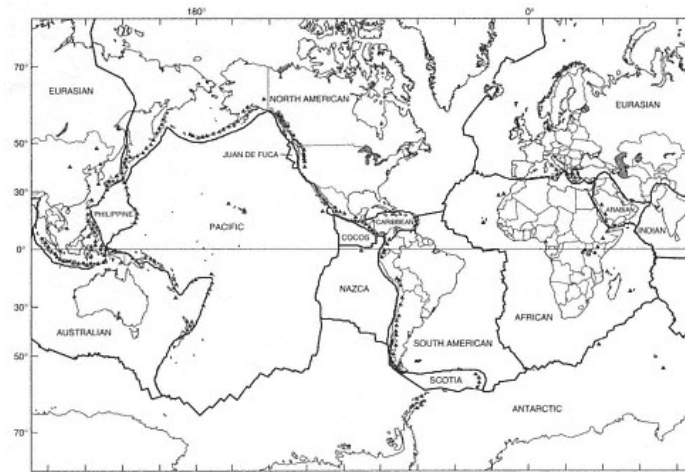 180°
0°
70°
50°
30°
0°
30°
50°
70°
EURASIAN
NORTH AMERICAN
EURASIAN
JUAN DE FUCA
PHILIPPINE
PACIFIC
COCOS
CARIBBEAN
ARABIAN
INDIAN
NAZCA
AUSTRALIAN
SOUTH AMERICAN
AFRICAN
SCOTIA
ANTARCTIC